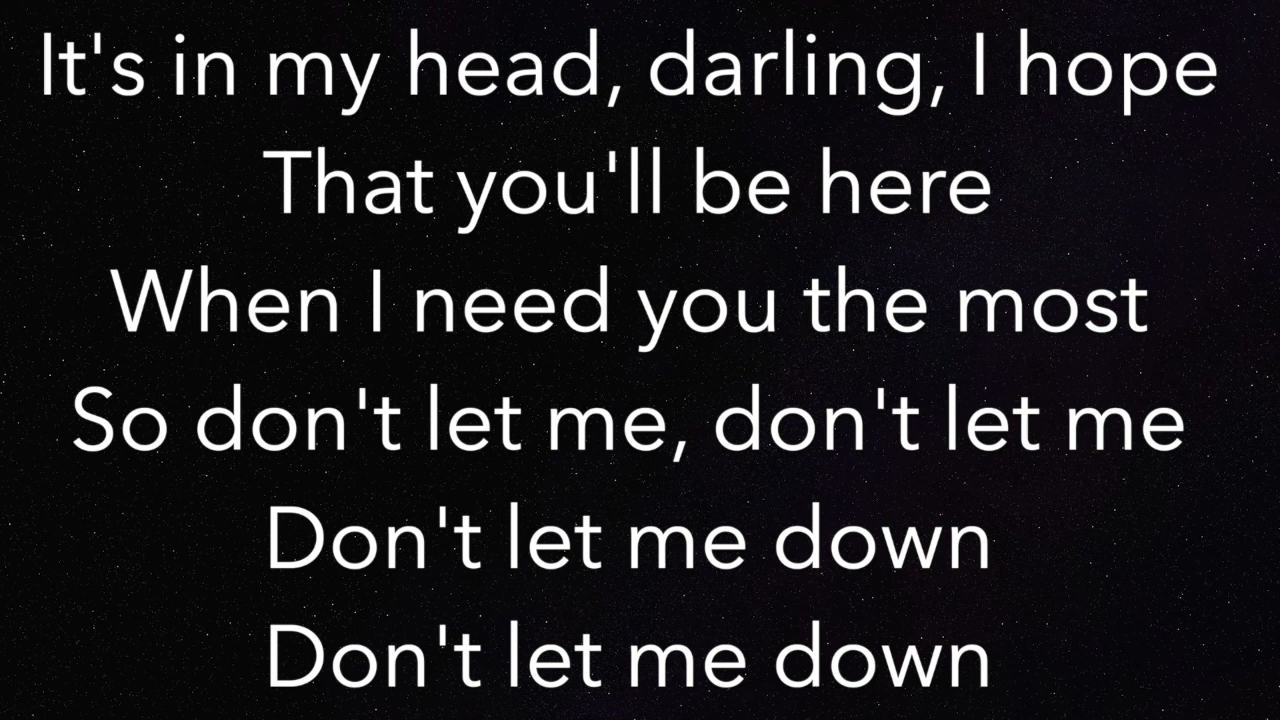 It's in my head, darling, I hope
That you'll be here
When I need you the most
So don't let me, don't let me
Don't let me down
Don't let me down